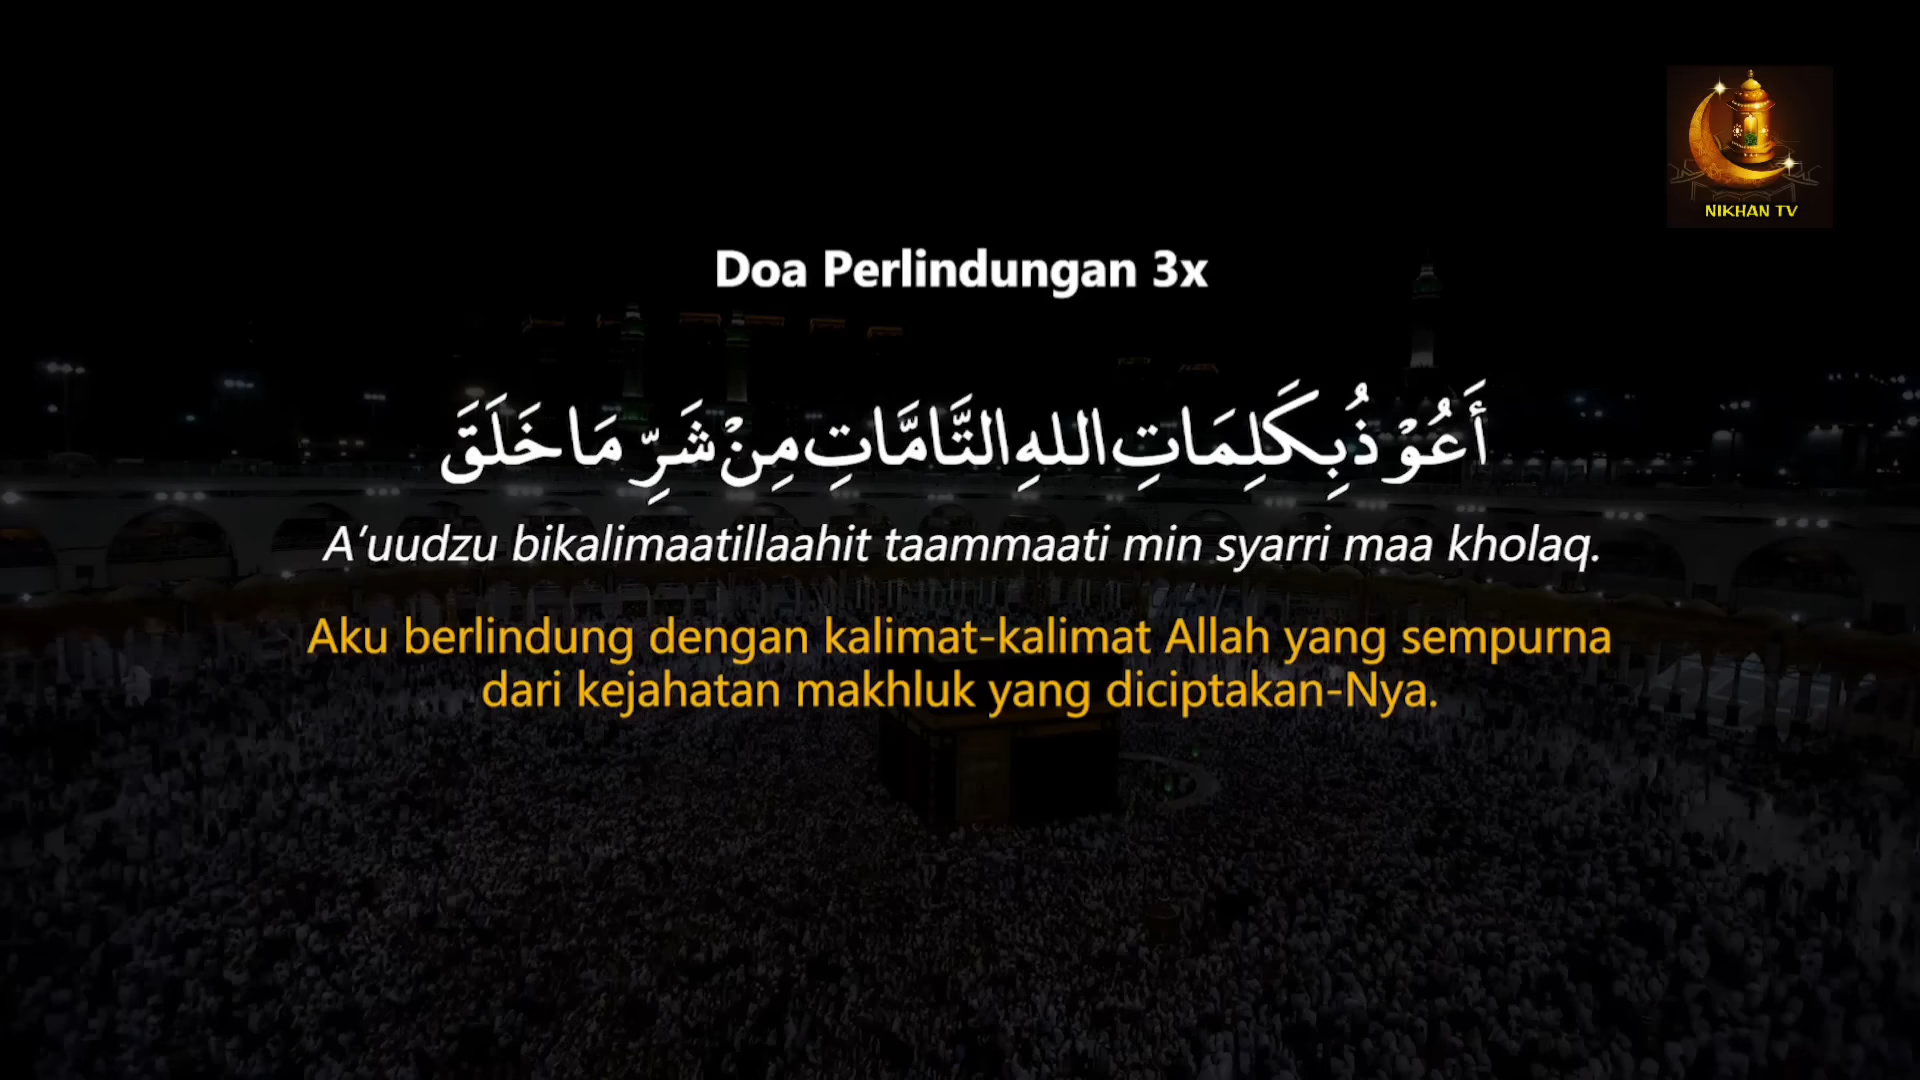 NIKHAN TV
Doa Perlindungan 3x
أَعُوْذُ بِكَلِمَاتِ اللهِ التَّامَّاتِ مِنْ شَرِّ مَا خَلَقَ
A‘uudzu bikalimaatillaahit taammaati min syarri maa kholaq.
Aku berlindung dengan kalimat-kalimat Allah yang sempurna
dari kejahatan makhluk yang diciptakan-Nya.